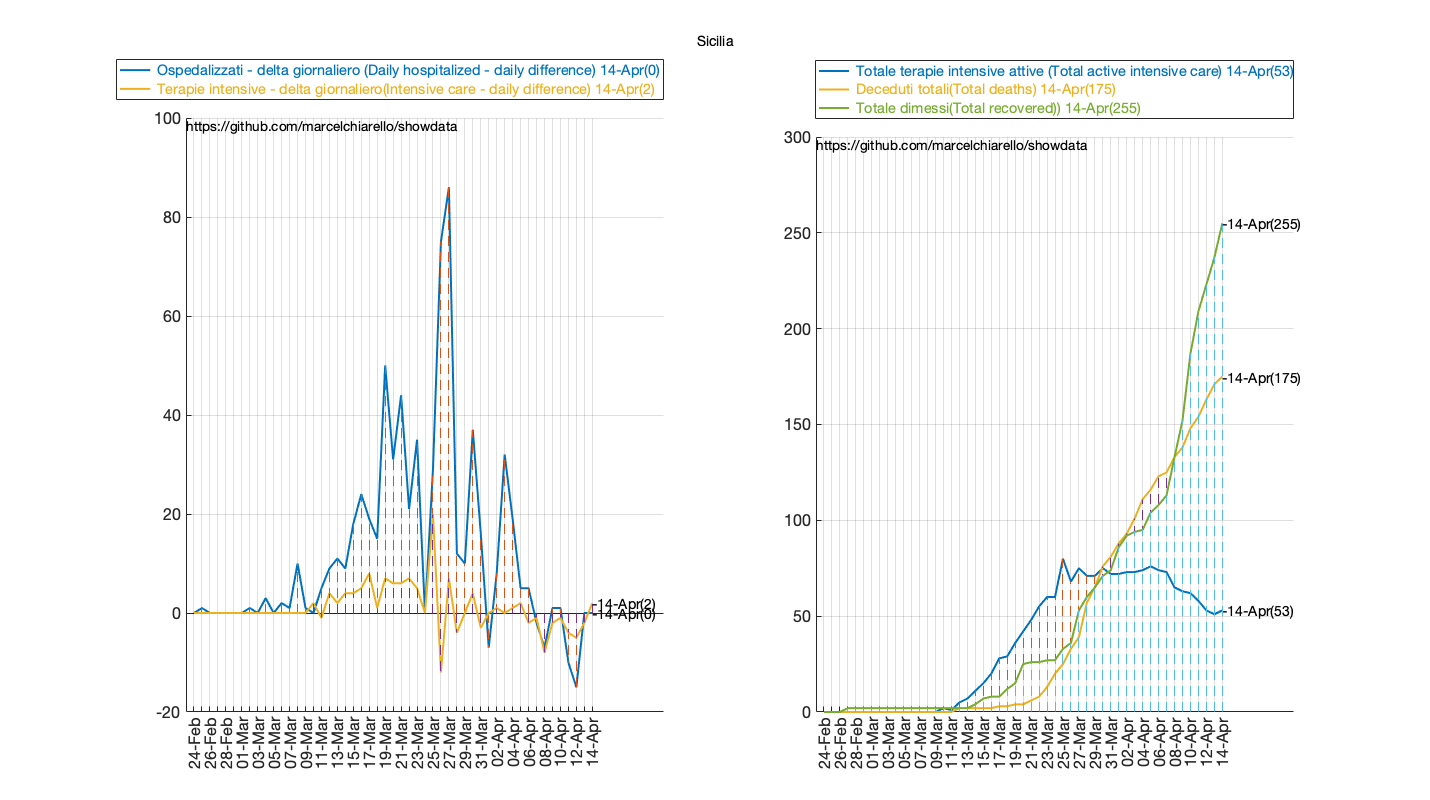 Sicilia
Ospedalizzati - delta giornaliero (Daily hospitalized - daily difference) 14-Apr(0)
Terapie intensive - delta giornaliero(Intensive care - daily difference) 14-Apr(2)
https://github.com/marcelchiarello/showdata
100
80
60
40
20
0
-20
14-Apr(2)
14-Apr(0)
24-Feb
26-Feb
28-Feb
01-Mar
03-Mar
05-Mar
07-Mar
09-Mar
11-Mar
13-Mar
15-Mar
17-Mar
19-Mar
21-Mar
23-Mar
25-Mar
27-Mar
29-Mar
31-Mar
02-Apr
04-Apr
06-Apr
08-Apr
10-Apr
12-Apr
14-Apr
Totale terapie intensive attive (Total active intensive care) 14-Apr(53)
Deceduti totali(Total deaths) 14-Apr(175)
Totale dimessi(Total recovered)) 14-Apr(255)
https://github.com/marcelchiarello/showdata
300
250
200
150
100
50
0
14-Apr(255)
14-Apr(175)
14-Apr(53)
24-Feb
26-Feb
28-Feb
01-Mar
03-Mar
05-Mar
07-Mar
09-Mar
11-Mar
13-Mar
15-Mar
17-Mar
19-Mar
21-Mar
23-Mar
25-Mar
27-Mar
29-Mar
31-Mar
02-Apr
04-Apr
06-Apr
08-Apr
10-Apr
12-Apr
14-Apr